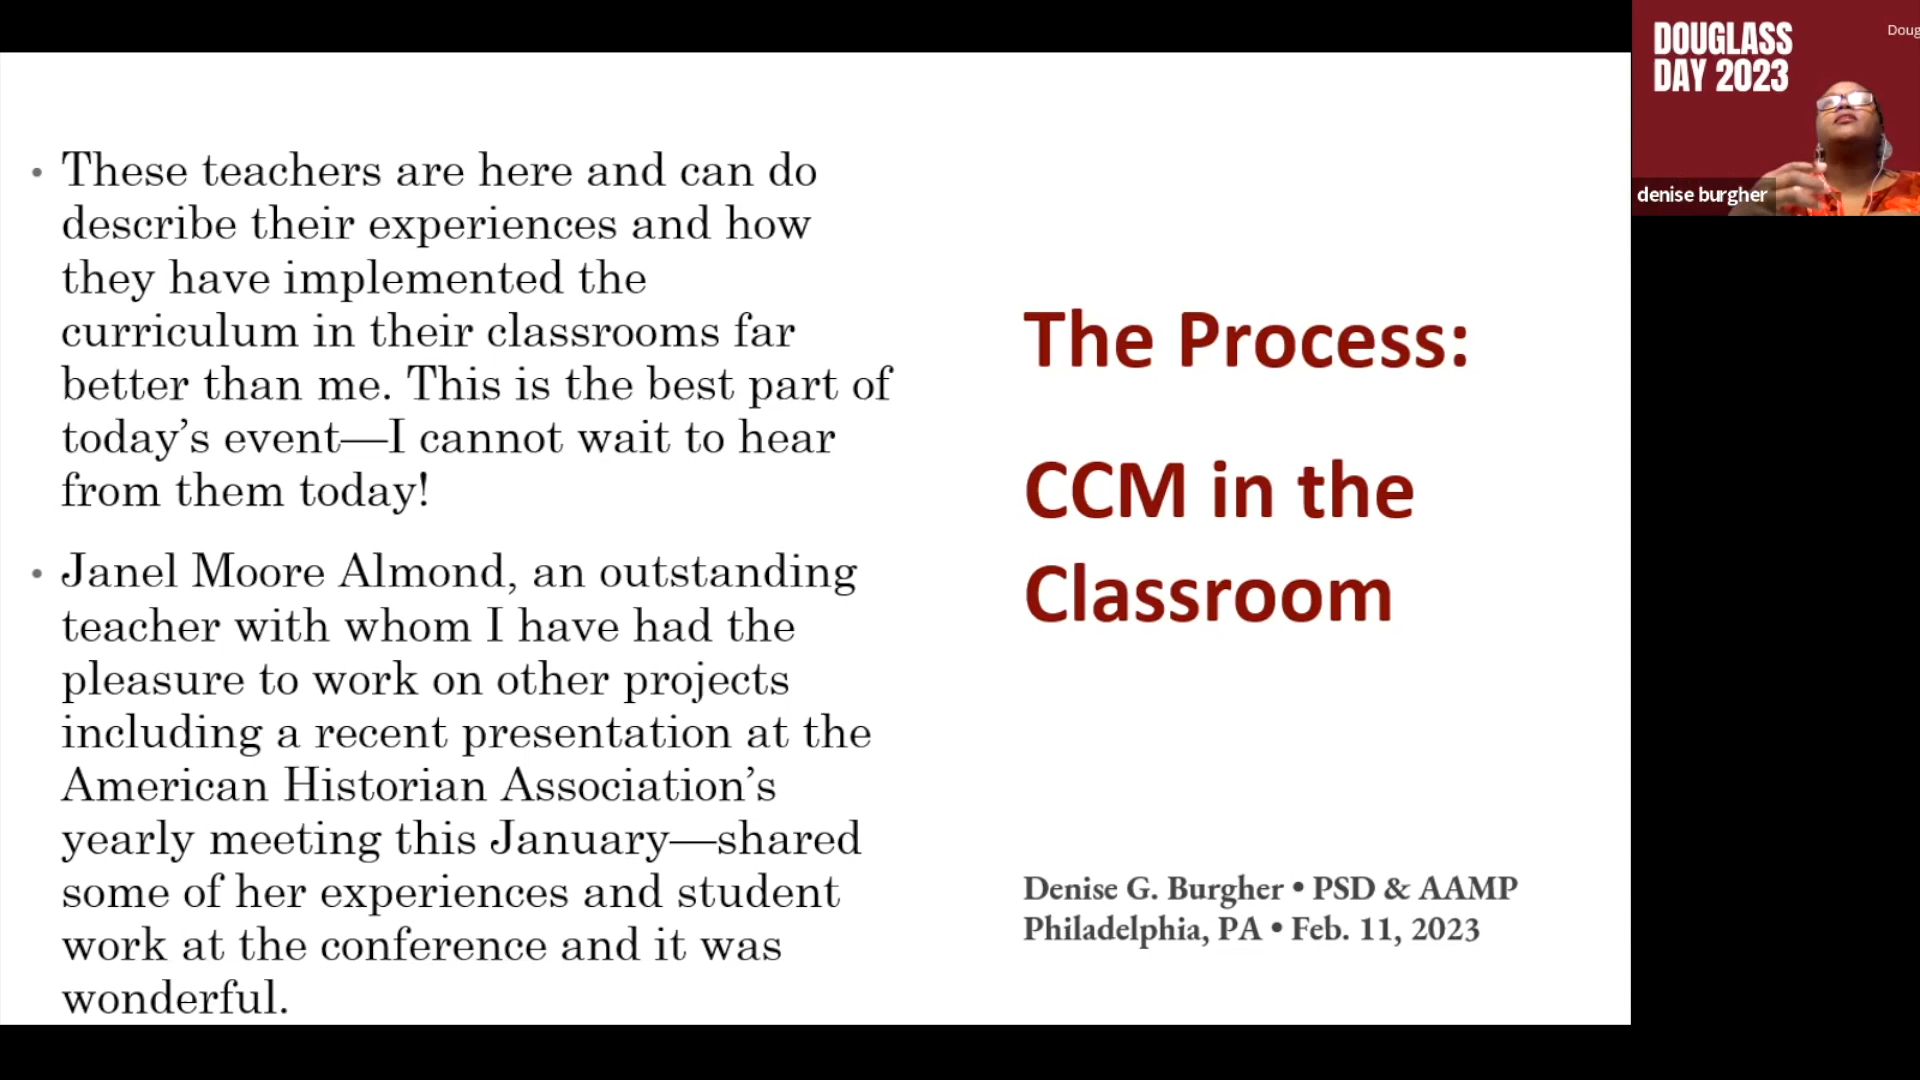 • These teachers are here and can do
describe their experiences and how
they have implemented the
curriculum in their classrooms far
better than me. This is the best part of
today’s event—I cannot wait to hear
from them today!
• Janel Moore Almond, an outstanding
teacher with whom I have had the
pleasure to work on other projects
including a recent presentation at the
American Historian Association’s
yearly meeting this January—shared
some of her experiences and student
work at the conference and it was
wonderful.
The Process:
CCM in the
Classroom
Denise G. Burgher • PSD & AAMP
Philadelphia, PA • Feb. 11, 2023
DOUGLASS
DAY 2023
Doug
denise burgher